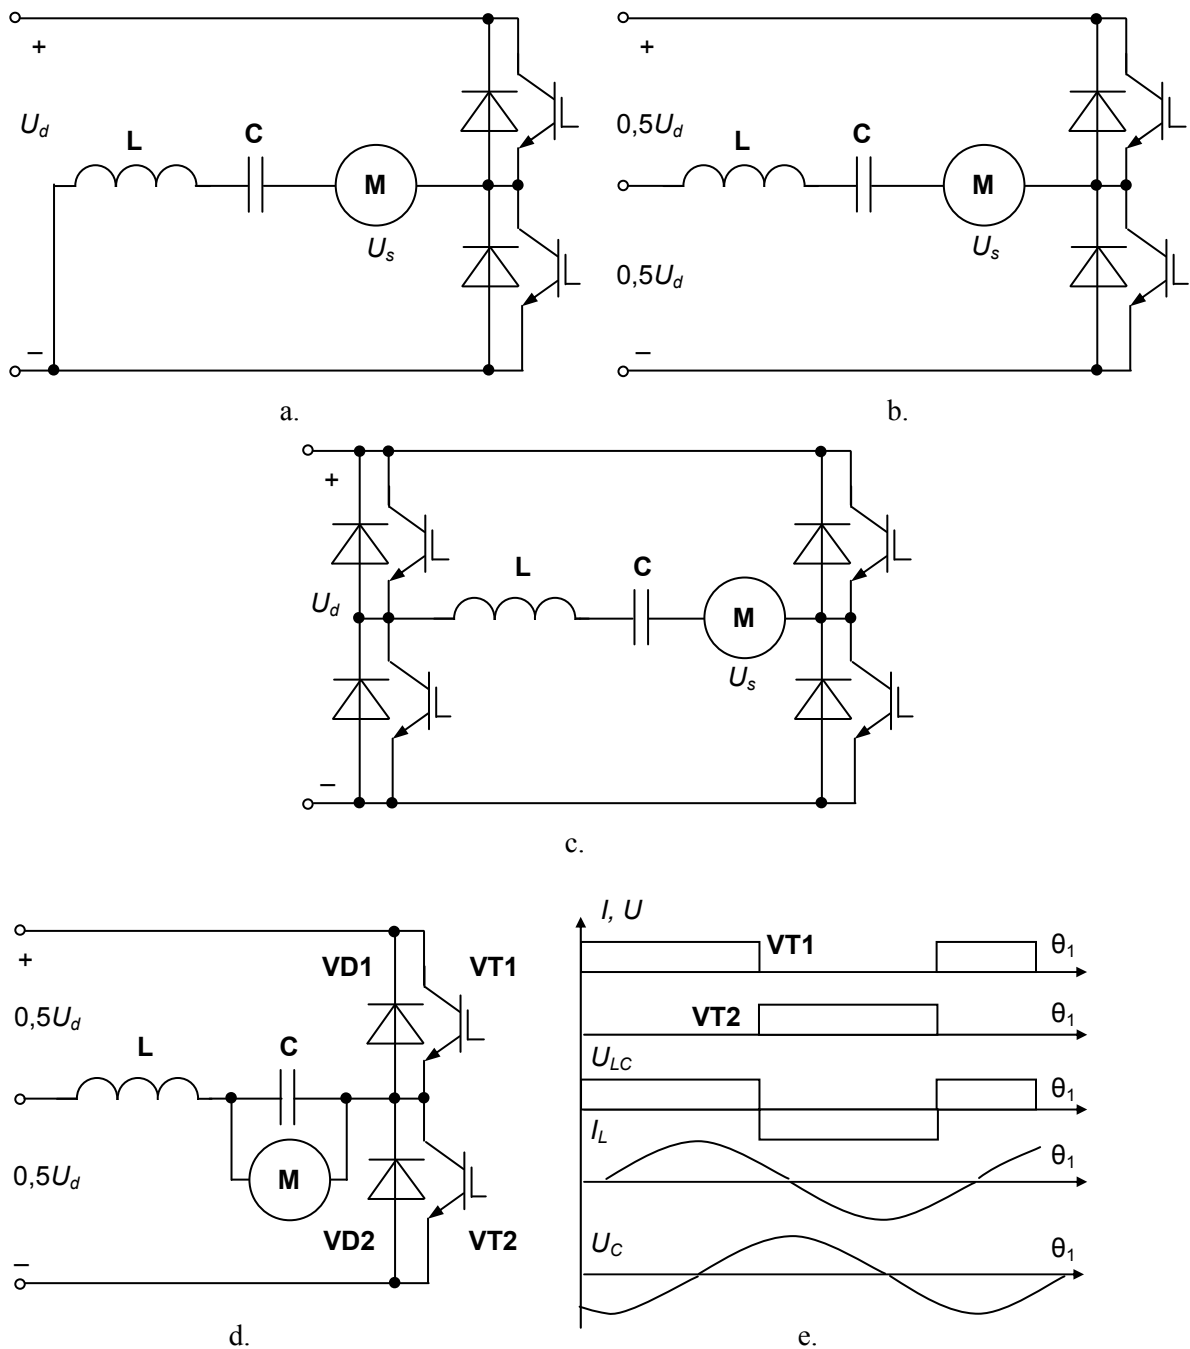 +
U_d
L
C
M
U_s
–
a.
+
0,5U_d
L
C
M
U_s
0,5U_d
–
b.
+
U_d
L
C
M
U_s
–
c.
+
0,5U_d
L
C
VD1
VT1
0,5U_d
M
VD2
VT2
–
d.
I, U
VT1
θ₁
VT2
θ₁
U_LC
θ₁
I_L
θ₁
U_C
θ₁
e.